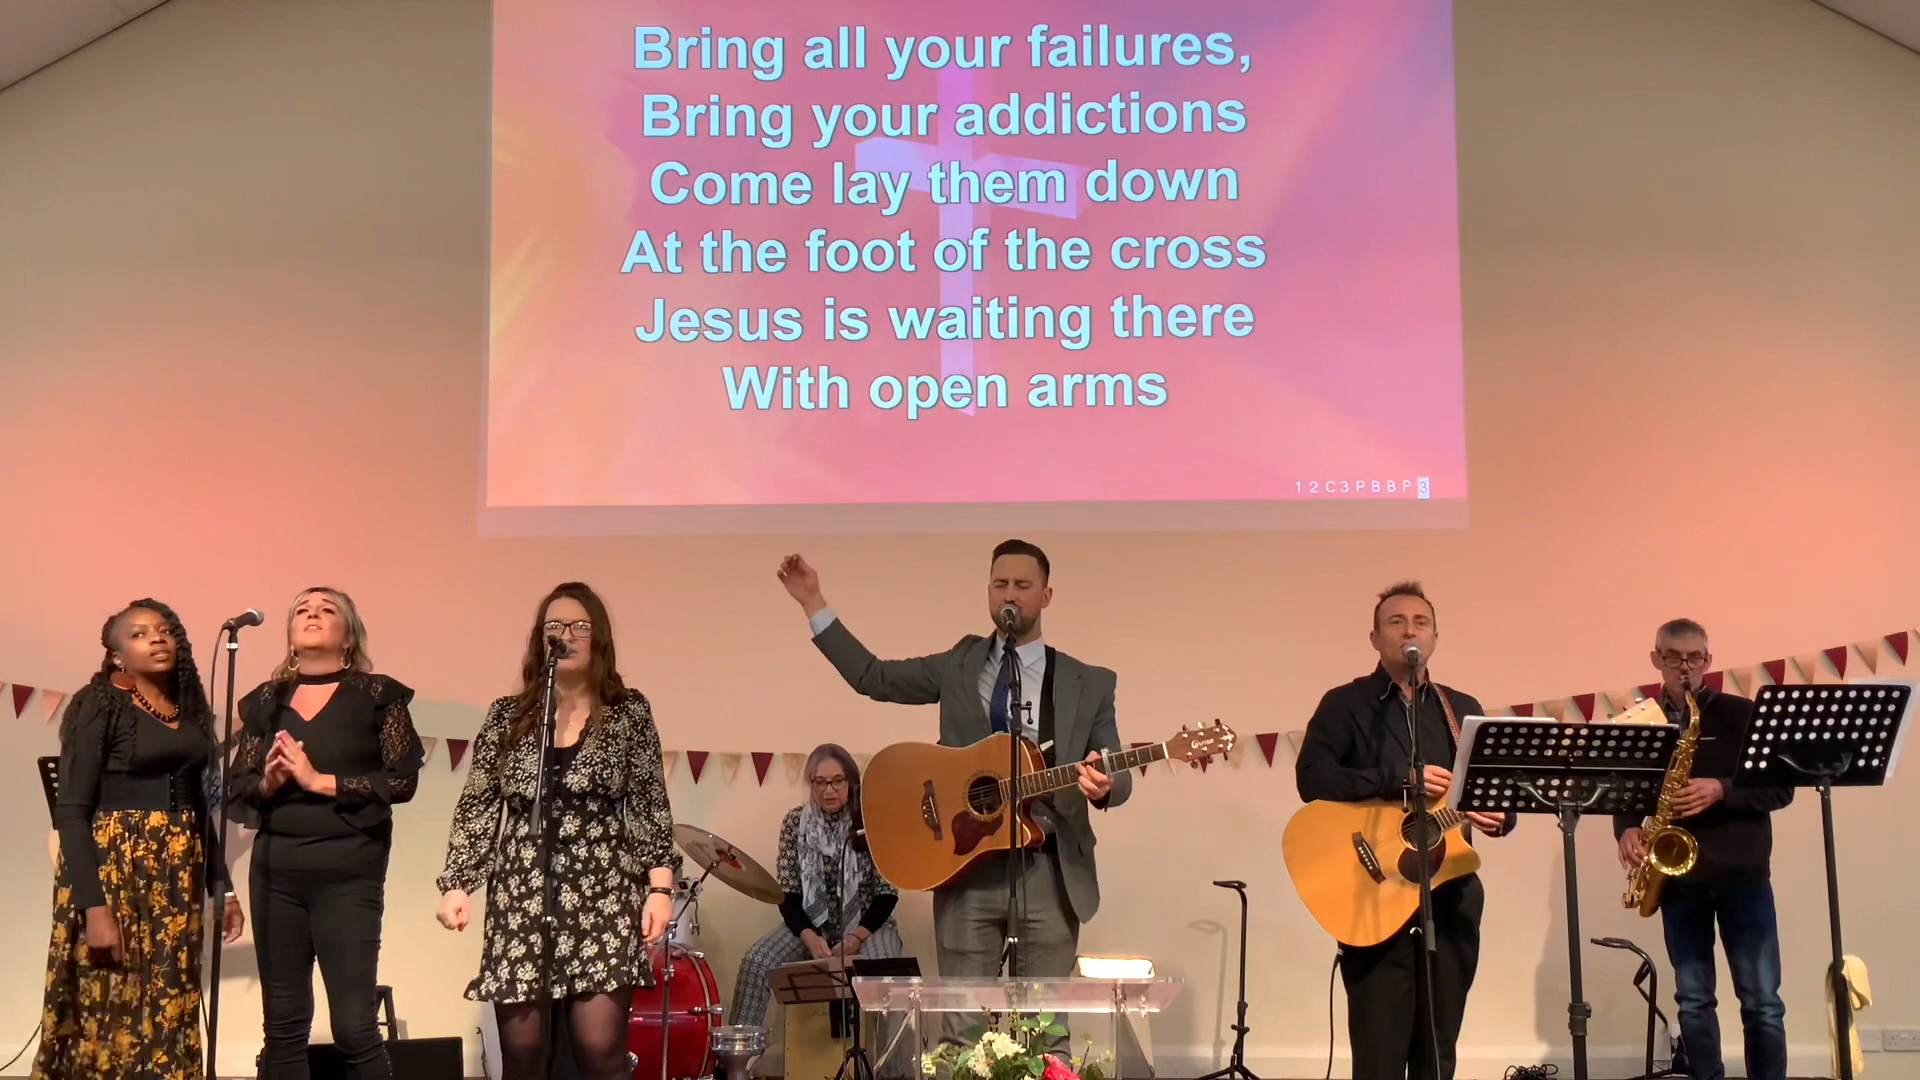 Bring all your failures,
Bring your addictions
Come lay them down
At the foot of the cross
Jesus is waiting there
With open arms
1 2 C 3 P B B P 3
Crafter